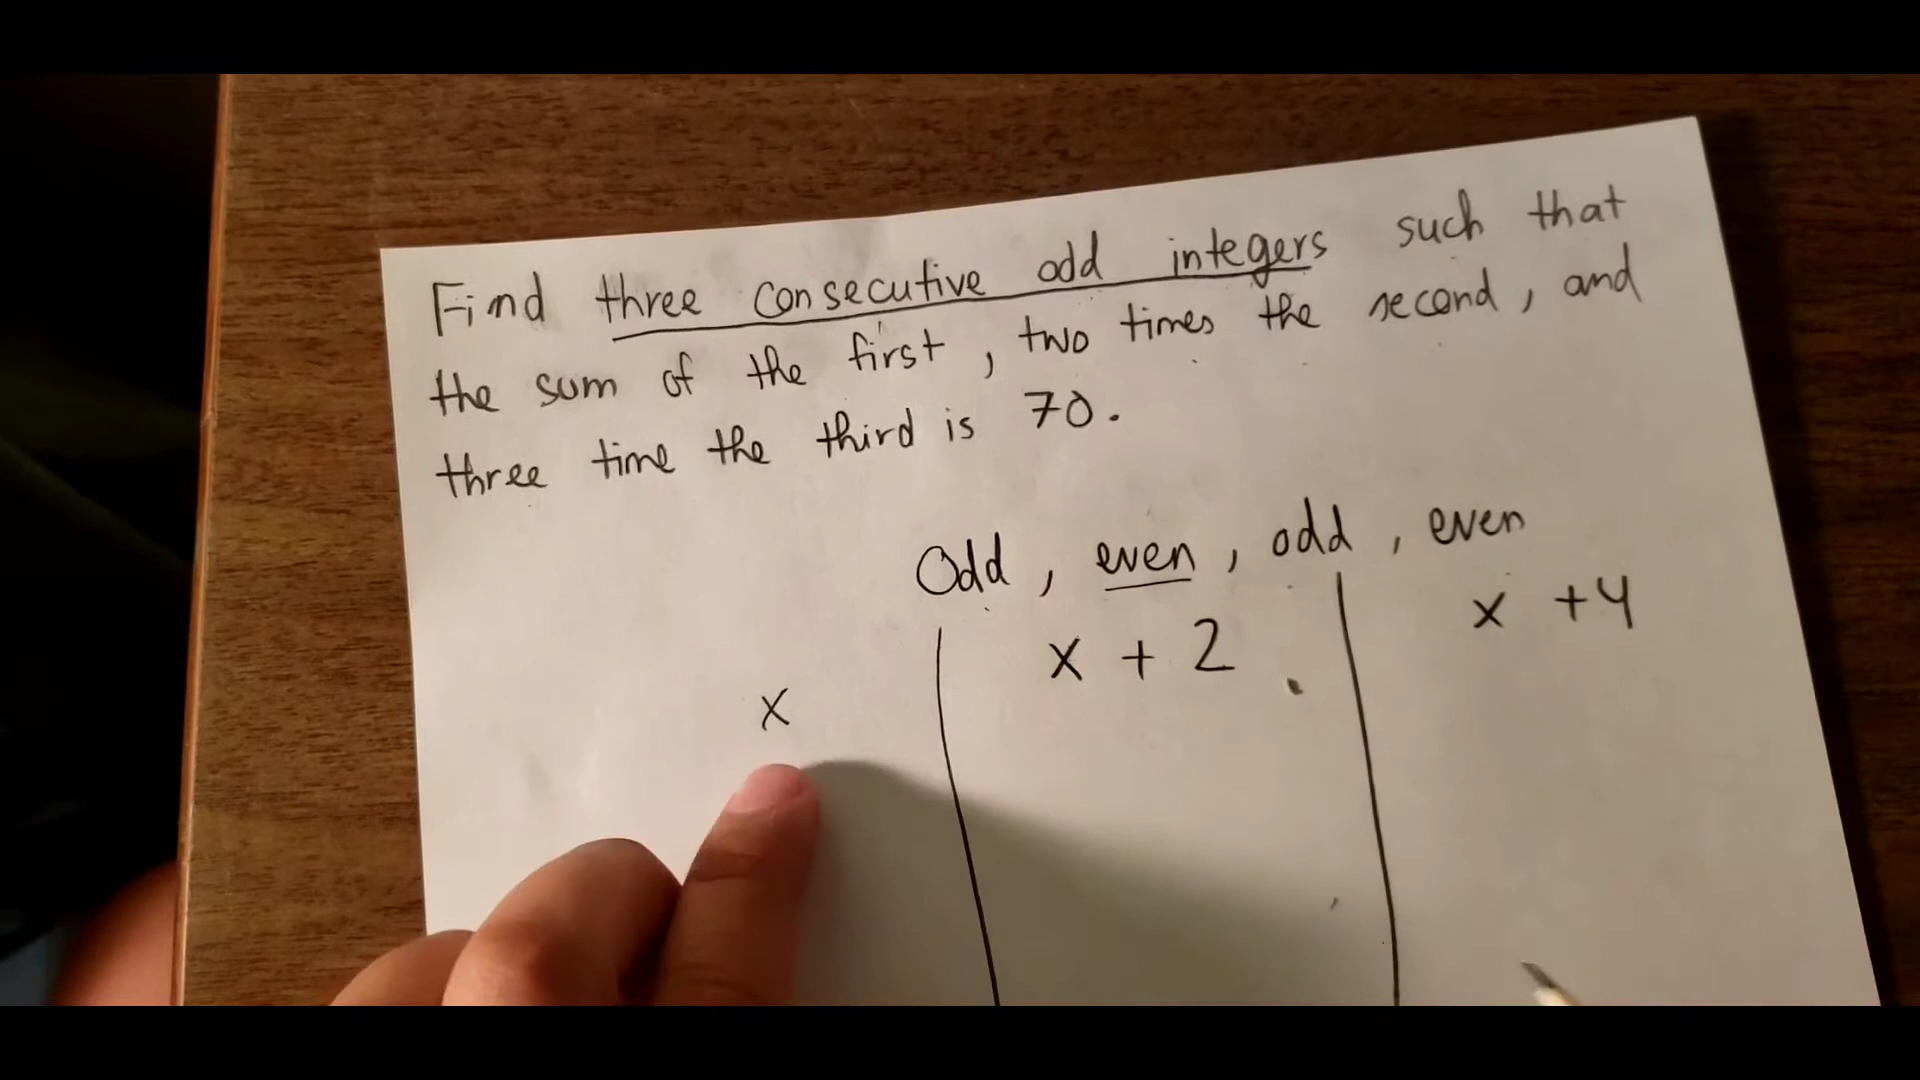 Find three consecutive odd integers such that
the sum of the first, two times the second, and
three time the third is 70.
Odd, even, odd, even
x
x + 2
x + 4